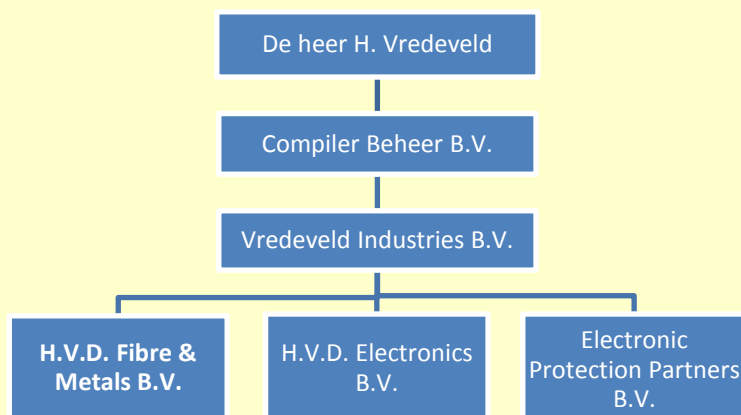 De heer H. Vredeveld
Compiler Beheer B.V.
Vredeveld Industries B.V.
H.V.D. Fibre &
Metals B.V.
H.V.D. Electronics
B.V.
Electronic
Protection Partners
B.V.